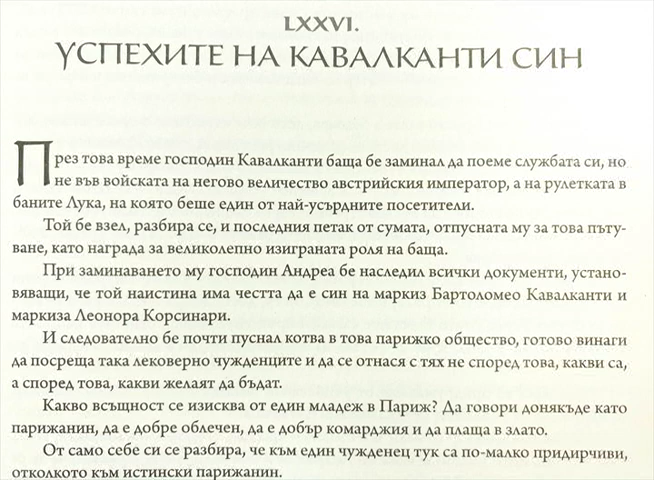 LXXVI.
УСПЕХИТЕ НА КАВАЛКАНТИ СИН
През това време господин Кавалканти баща бе заминал да поеме службата си, но
не във войската на негово величество австрийския император, а на рулетката в
баните Лука, на която беше един от най-усърдните посетители.
Той бе взел, разбира се, и последния петак от сумата, отпусната му за това пъту-
ване, като награда за великолепно изиграната роля на баща.
При заминаването му господин Андреа бе наследил всички документи, устано-
вяващи, че той наистина има честта да е син на маркиз Бартоломео Кавалканти и
маркиза Леонора Корсинари.
И следователно бе почти пуснал котва в това парижко общество, готово винаги
да посреща така лековерно чужденците и да се отнася с тях не според това, какви са,
а според това, какви желаят да бъдат.
Какво всъщност се изисква от един младеж в Париж? Да говори донякъде като
парижанин, да е добре облечен, да е добър комарджия и да плаща в злато.
От само себе си се разбира, че към един чужденец тук са по-малко придирчиви,
отколкото към истински парижанин.